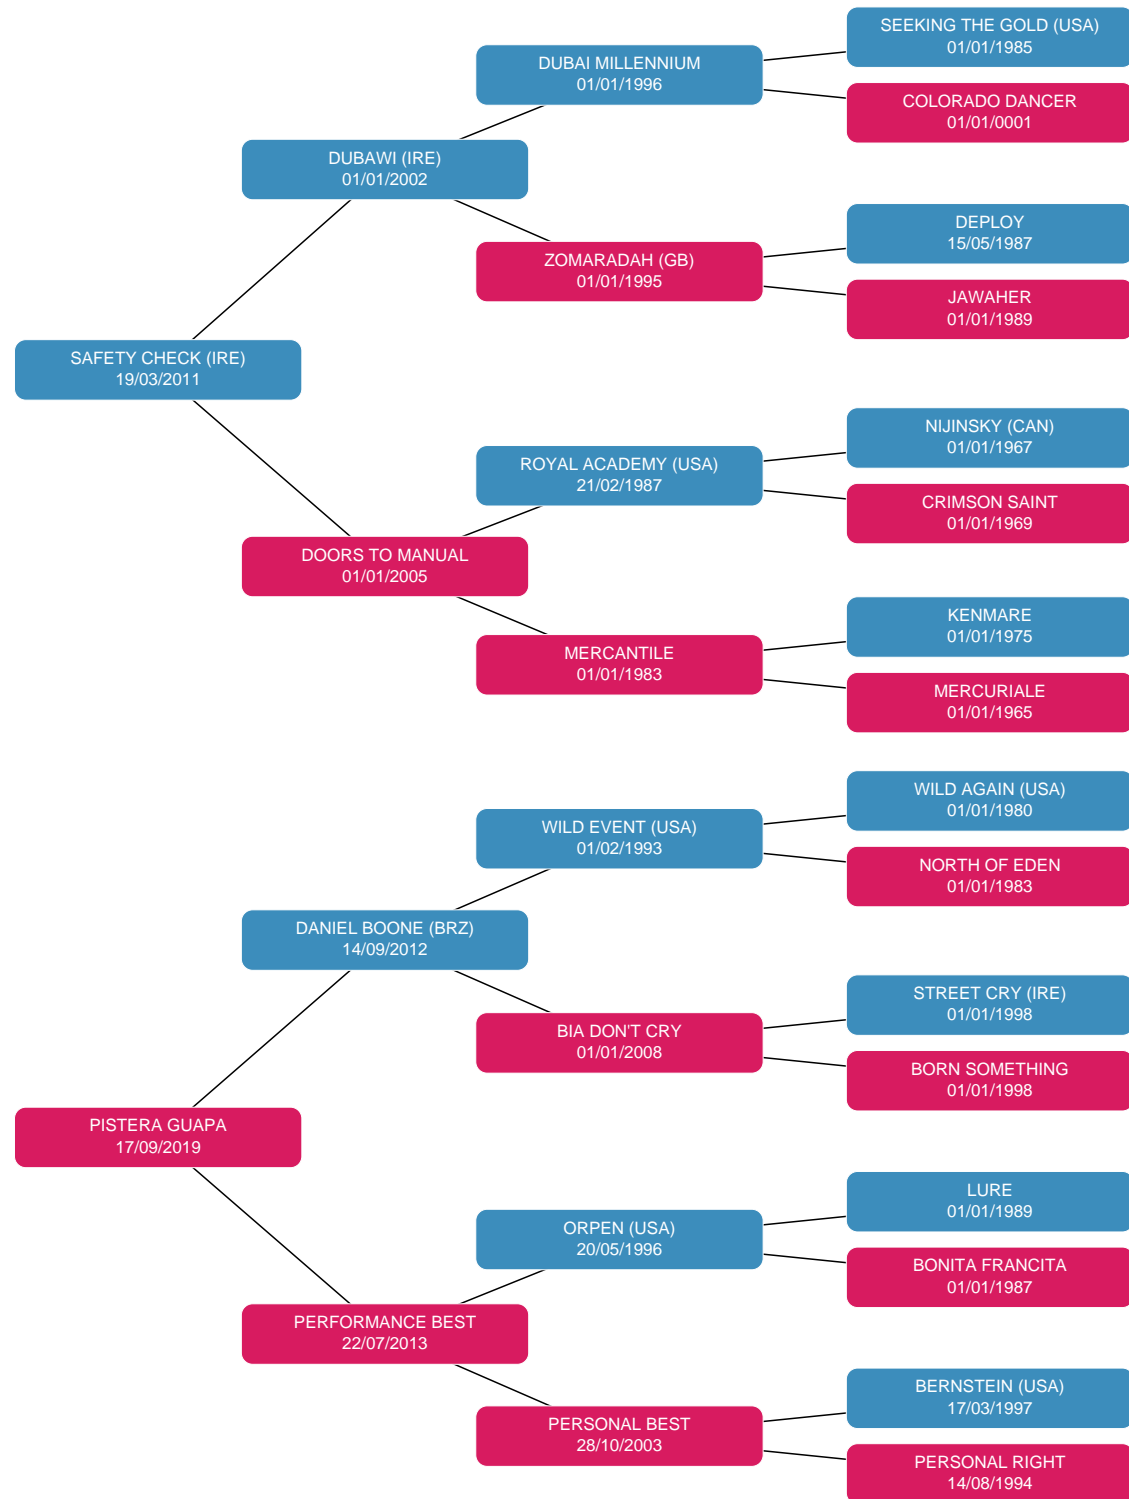 SEEKING THE GOLD (USA)
01/01/1985
DUBAI MILLENNIUM
01/01/1996
COLORADO DANCER
01/01/0001
DUBAWI (IRE)
01/01/2002
DEPLOY
15/05/1987
ZOMARADAH (GB)
01/01/1995
JAWAHER
01/01/1989
SAFETY CHECK (IRE)
19/03/2011
NIJINSKY (CAN)
01/01/1967
ROYAL ACADEMY (USA)
21/02/1987
CRIMSON SAINT
01/01/1969
DOORS TO MANUAL
01/01/2005
KENMARE
01/01/1975
MERCANTILE
01/01/1983
MERCURIALE
01/01/1965
WILD AGAIN (USA)
01/01/1980
WILD EVENT (USA)
01/02/1993
NORTH OF EDEN
01/01/1983
DANIEL BOONE (BRZ)
14/09/2012
STREET CRY (IRE)
01/01/1998
BIA DON'T CRY
01/01/2008
BORN SOMETHING
01/01/1998
PISTERA GUAPA
17/09/2019
LURE
01/01/1989
ORPEN (USA)
20/05/1996
BONITA FRANCITA
01/01/1987
PERFORMANCE BEST
22/07/2013
BERNSTEIN (USA)
17/03/1997
PERSONAL BEST
28/10/2003
PERSONAL RIGHT
14/08/1994